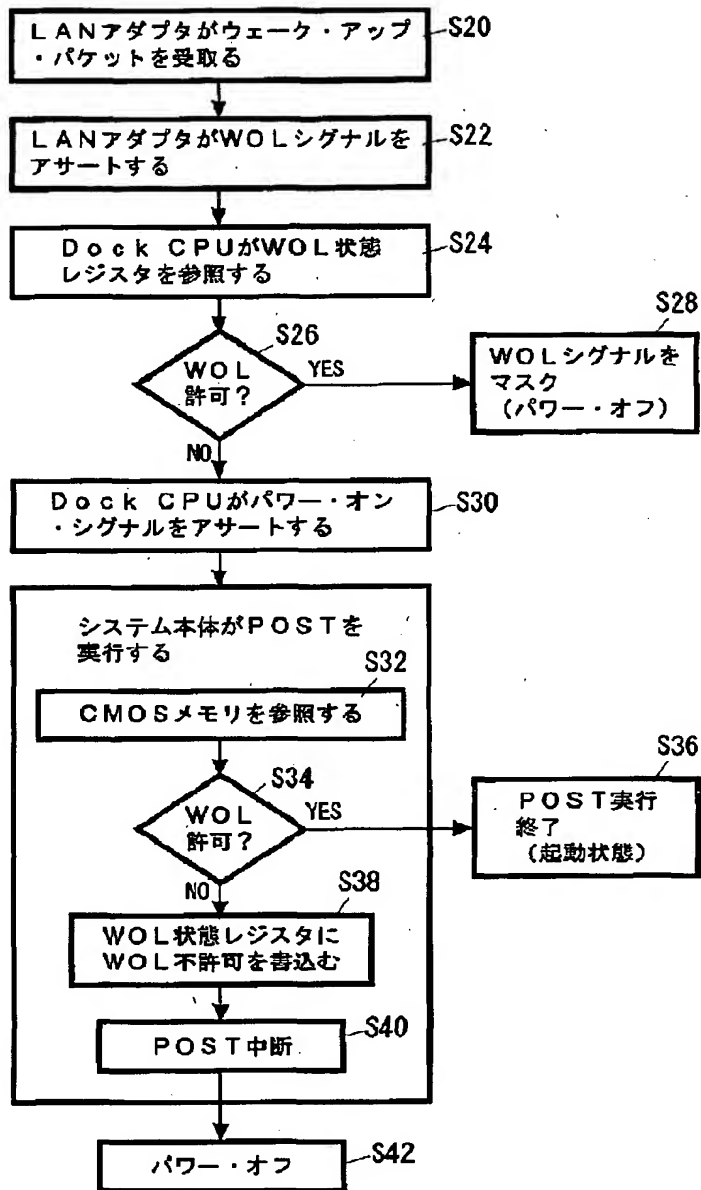 LANアダプタがウェーク・アップ
・パケットを受取る
S20
LANアダプタがWOLシグナルを
アサートする
S22
Dock CPUがWOL状態
レジスタを参照する
S24
S26
WOL
許可?
YES
NO
S28
WOLシグナルを
マスク
(パワー・オフ)
Dock CPUがパワー・オン
・シグナルをアサートする
S30
システム本体がPOSTを
実行する
S32
CMOSメモリを参照する
S34
WOL
許可?
YES
NO
S36
POST実行
終了
(起動状態)
S38
WOL状態レジスタに
WOL不許可を書込む
POST中断
S40
パワー・オフ
S42